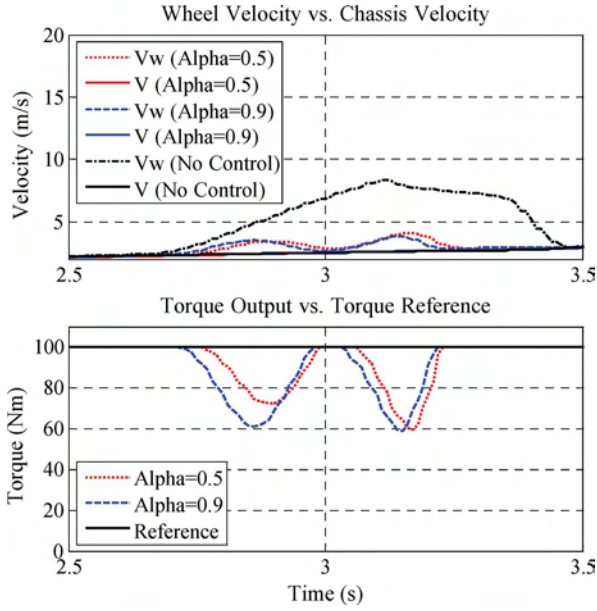 Wheel Velocity vs. Chassis Velocity
20
15
10
5
Velocity (m/s)
Vw (Alpha=0.5)
V (Alpha=0.5)
Vw (Alpha=0.9)
V (Alpha=0.9)
Vw (No Control)
V (No Control)
2.5 3 3.5
Torque Output vs. Torque Reference
100
80
60
40
20
0
Torque (Nm)
Alpha=0.5
Alpha=0.9
Reference
2.5 3 3.5
Time (s)